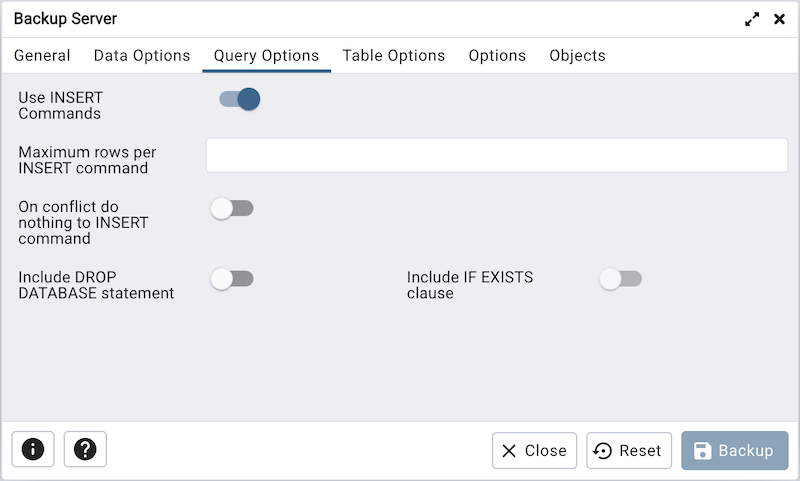 Backup Server
General Data Options Query Options Table Options Options Objects
Use INSERT
Commands
Maximum rows per
INSERT command
On conflict do
nothing to INSERT
command
Include DROP
DATABASE statement
Include IF EXISTS
clause
Close Reset Backup